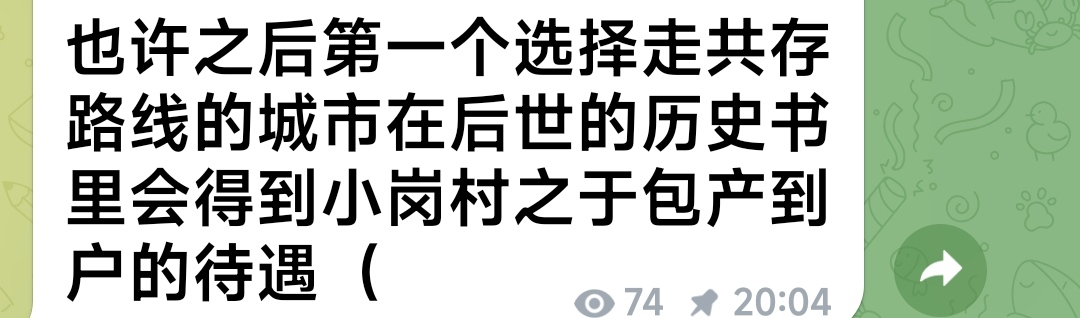 也许之后第一个选择走共存
路线的城市在后世的历史书
里会得到小岗村之于包产到
户的待遇（
74 20:04